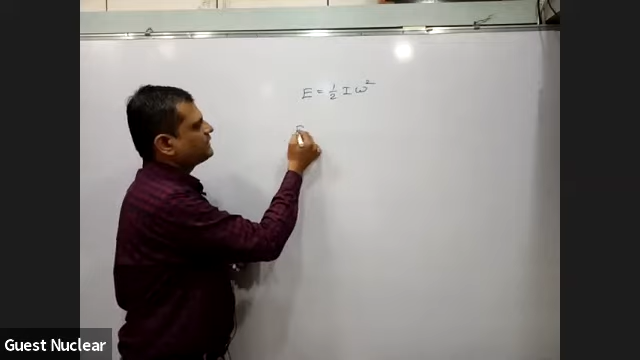 E = 1/2 I ω²
E
Guest Nuclear